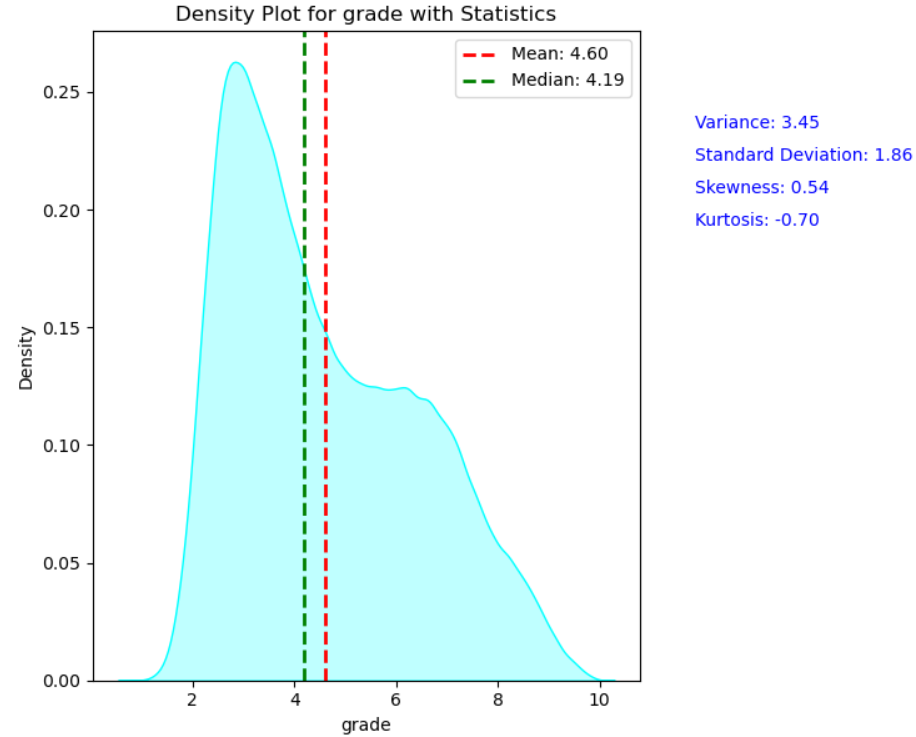 Density Plot for grade with Statistics
Mean: 4.60
Median: 4.19
Variance: 3.45
Standard Deviation: 1.86
Skewness: 0.54
Kurtosis: -0.70
Density
0.25
0.20
0.15
0.10
0.05
0.00
2 4 6 8 10
grade